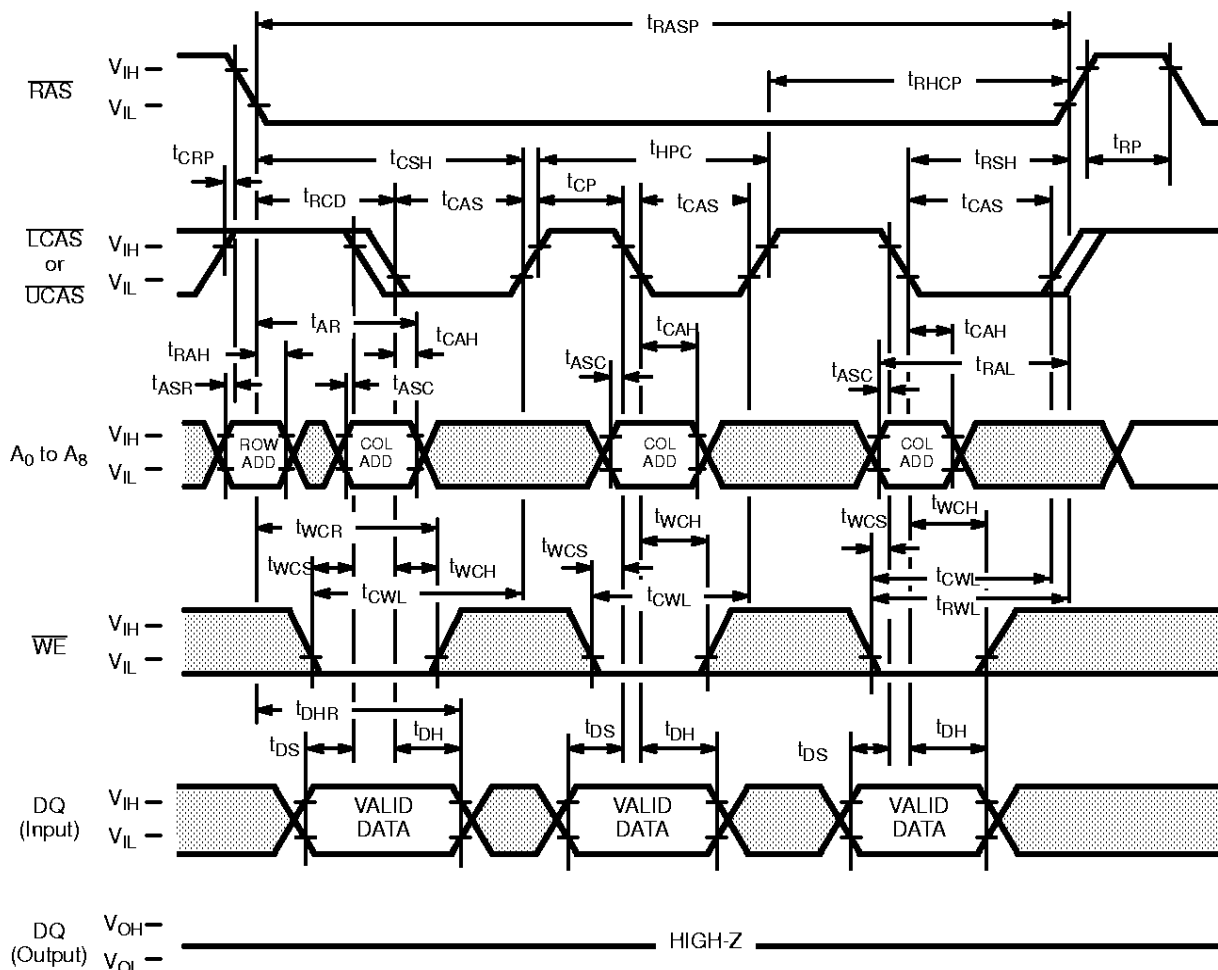 tRASP
VIH
RAS
VIL
tRHCP
tCRP
tCSH
tHPC
tRSH
tRP
tRCD
tCAS
tCP
tCAS
tCAS
LCAS
or
UCAS
VIH
VIL
tAR
tCAH
tCAH
tCAH
tRAH
tASR
tASC
tASC
tASC
tRAL
A0 to A8
VIH
VIL
ROW
ADD
COL
ADD
COL
ADD
COL
ADD
tWCR
tWCH
tWCS
tWCH
tWCS
tWCH
tWCS
tCWL
tCWL
tCWL
tRWL
WE
VIH
VIL
tDHR
tDS
tDH
tDS
tDH
tDS
tDH
DQ
(Input)
VIH
VIL
VALID
DATA
VALID
DATA
VALID
DATA
DQ
(Output)
VOH
VOL
HIGH-Z